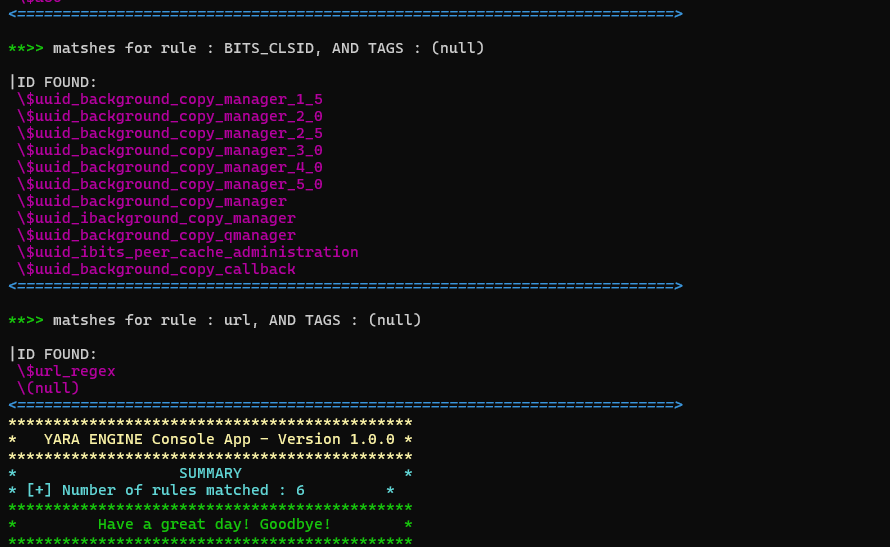 <=========================================================================>
**>> matshes for rule : BITS_CLSID, AND TAGS : (null)
|ID FOUND:
\$uuid_background_copy_manager_1_5
\$uuid_background_copy_manager_2_0
\$uuid_background_copy_manager_2_5
\$uuid_background_copy_manager_3_0
\$uuid_background_copy_manager_4_0
\$uuid_background_copy_manager_5_0
\$uuid_background_copy_manager
\$uuid_ibackground_copy_manager
\$uuid_background_copy_qmanager
\$uuid_ibits_peer_cache_administration
\$uuid_background_copy_callback
<=========================================================================>
**>> matshes for rule : url, AND TAGS : (null)
|ID FOUND:
\$url_regex
\(null)
<=========================================================================>
*********************************************
*   YARA ENGINE Console App - Version 1.0.0 *
*********************************************
*                  SUMMARY                  *
* [+] Number of rules matched : 6         *
*********************************************
*         Have a great day! Goodbye!        *
*********************************************